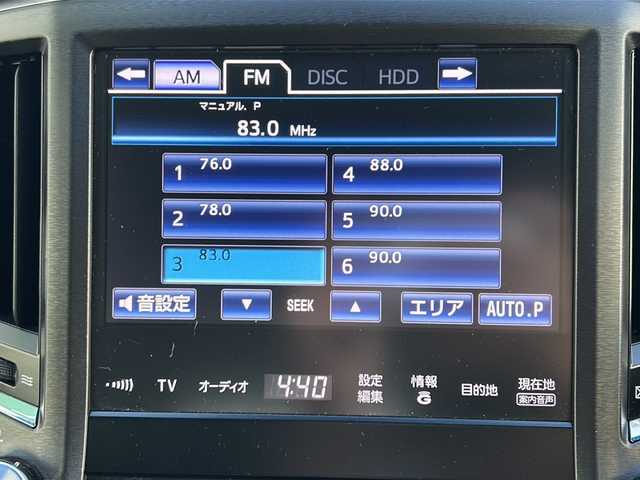 AM FM DISC HDD
マニュアル. P
83.0 MHz
1 76.0
4 88.0
2 78.0
5 90.0
3 83.0
6 90.0
音設定 ▼ SEEK ▲ エリア AUTO.P
TV オーディオ 4:40 設定編集 情報G 目的地 現在地
案内音声